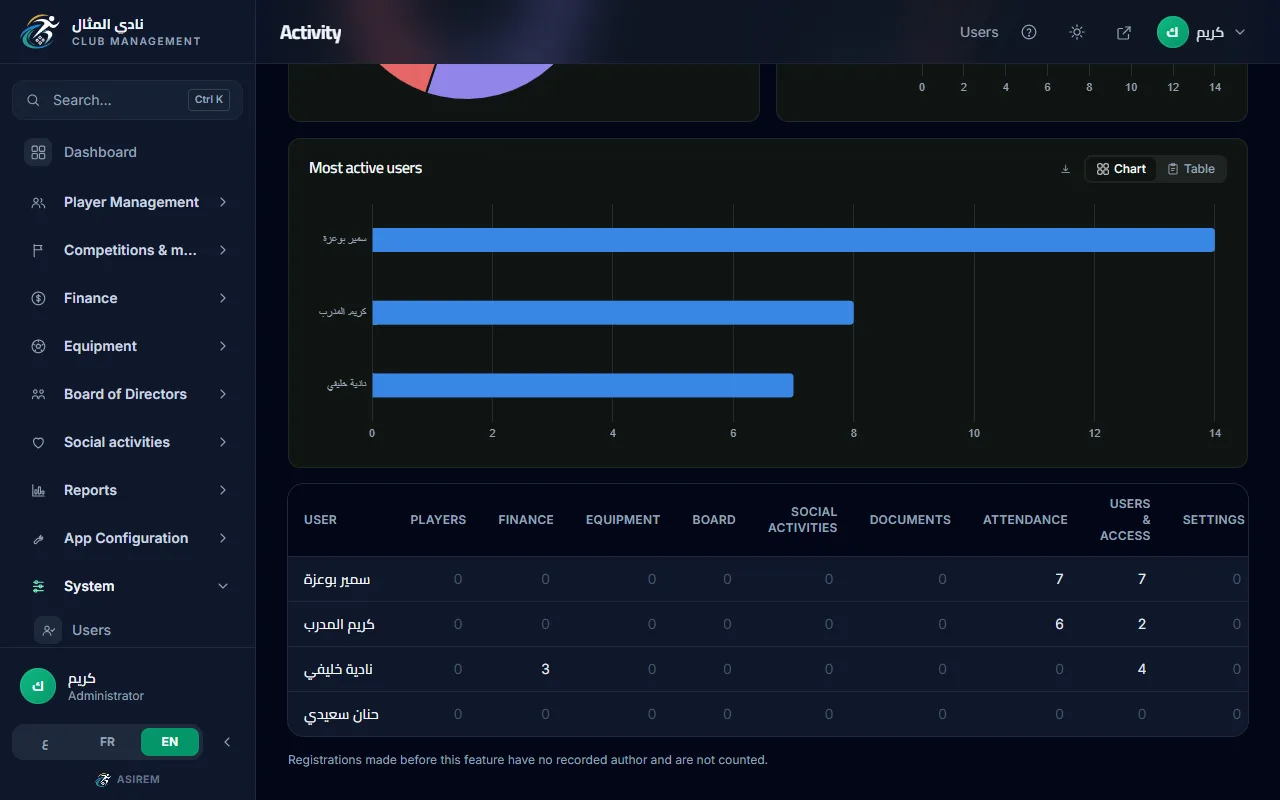 نادي المثال
CLUB MANAGEMENT
Activity
Users
ك
كريم
Search...
Ctrl K
Dashboard
Player Management
Competitions & m...
Finance
Equipment
Board of Directors
Social activities
Reports
App Configuration
System
Users
ك
كريم
Administrator
ع FR EN
ASIREM
0 2 4 6 8 10 12 14
Most active users
Chart Table
سمير بوعزة
كريم المدرب
نادية خليفي
0 2 4 6 8 10 12 14
USER PLAYERS FINANCE EQUIPMENT BOARD SOCIAL ACTIVITIES DOCUMENTS ATTENDANCE USERS & ACCESS SETTINGS
سمير بوعزة 0 0 0 0 0 0 7 7 0
كريم المدرب 0 0 0 0 0 0 6 2 0
نادية خليفي 0 3 0 0 0 0 0 4 0
حنان سعيدي 0 0 0 0 0 0 0 0 0
Registrations made before this feature have no recorded author and are not counted.